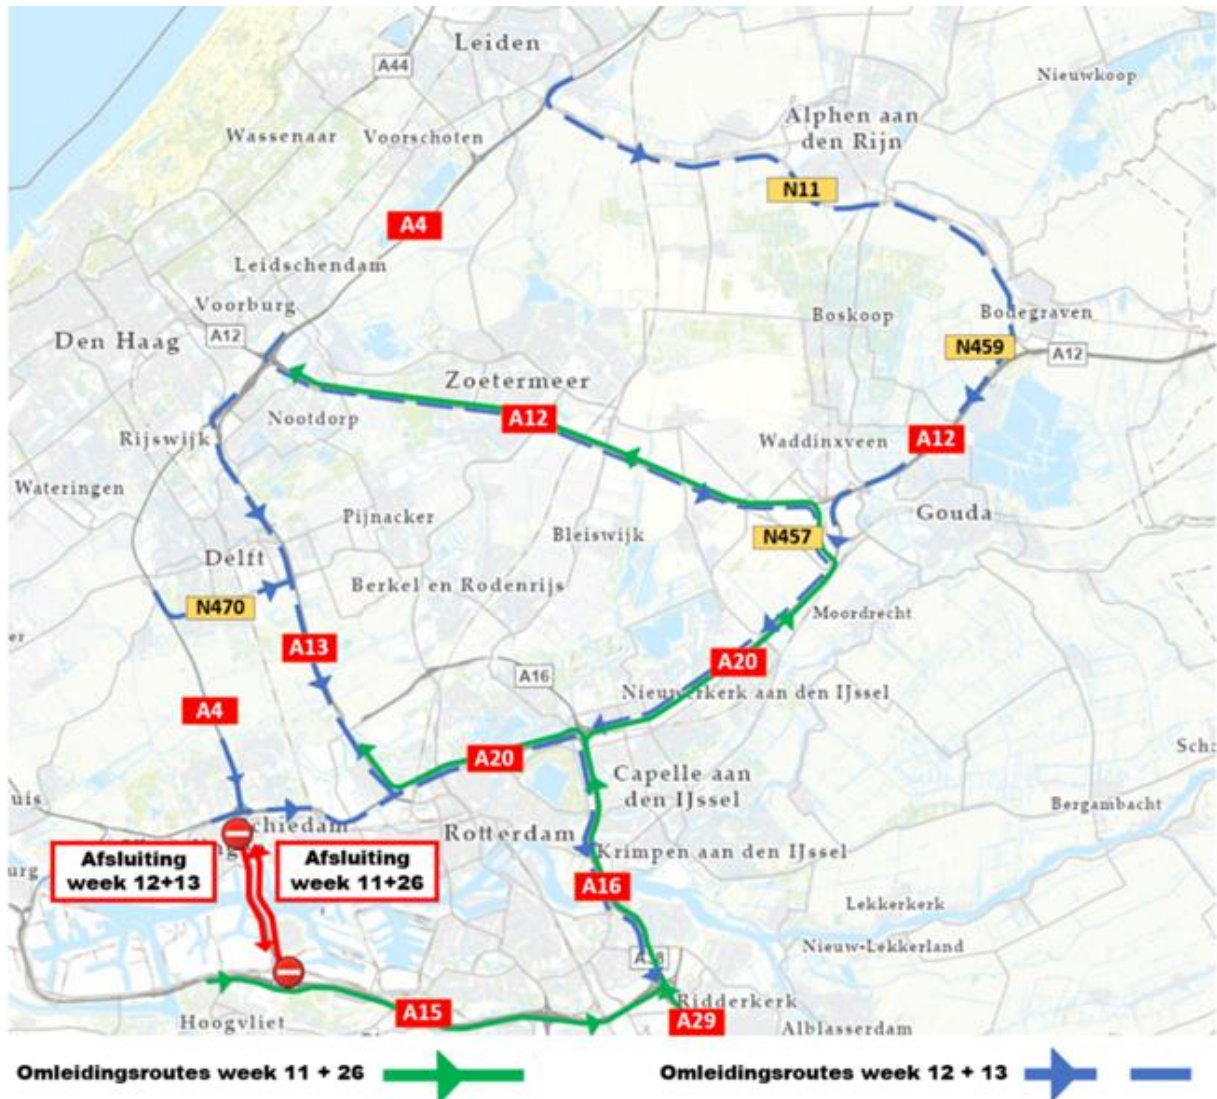 Leiden
A44
Nieuwkoop
Alphen aan
den Rijn
Wassenaar
Voorschoten
N11
A4
Leidschendam
Voorburg
Boskoop
Bodegraven
Den Haag
A12
N459
A12
Zoetermeer
Nootdorp
A12
Rijswijk
Waddinxveen
A12
Wateringen
Pijnacker
Bleiswijk
N457
Gouda
Delft
Berkel en Rodenrijs
N470
Moordrecht
A13
A16
A20
Nieuwerkerk aan den IJssel
A4
A20
Capelle aan
den IJssel
Bergambacht
Rotterdam
Krimpen aan den IJssel
Afsluiting
week 12+13
Afsluiting
week 11+26
A16
Lekkerkerk
Nieuw-Lekkerland
Ridderkerk
A15
A29
Hoogvliet
Alblasserdam
Omleidingsroutes week 11 + 26
Omleidingsroutes week 12 + 13